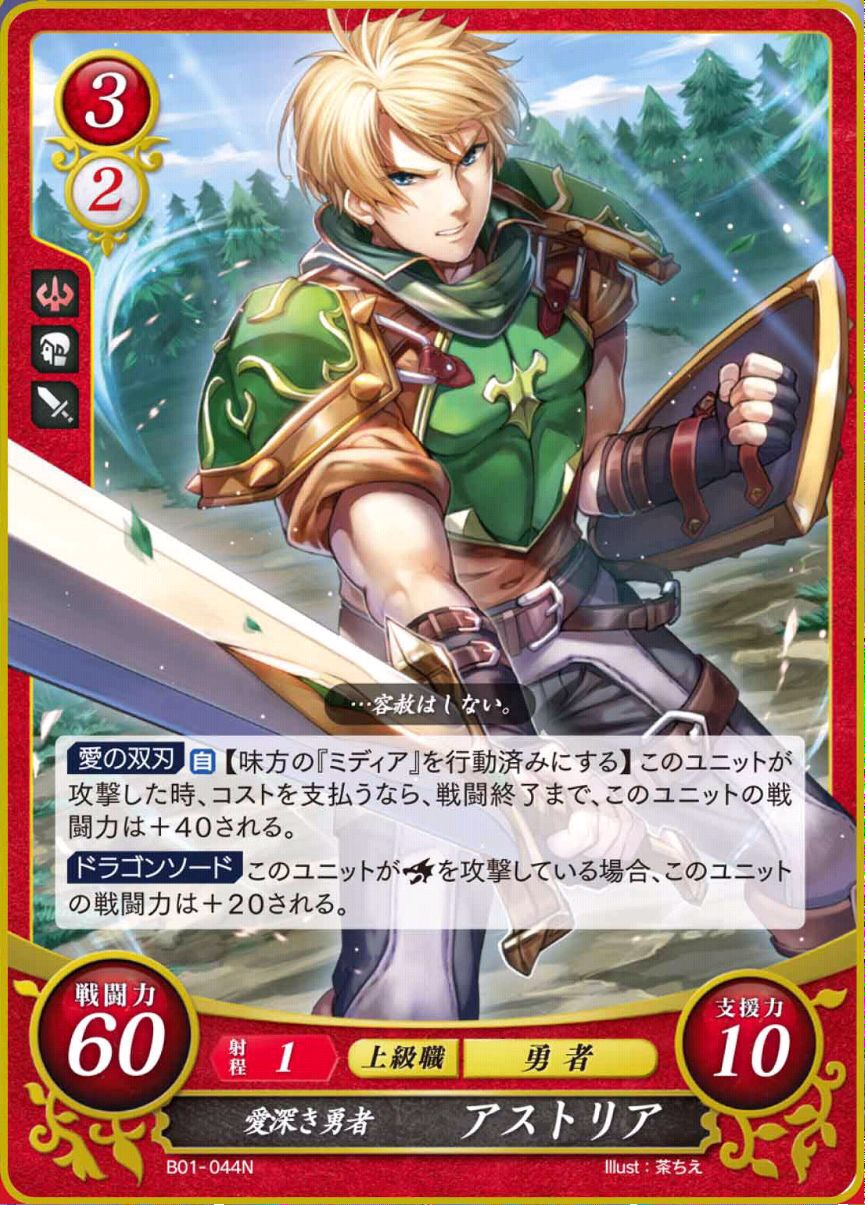 3
2
…容赦はしない。
愛の双刃 自【味方の『ミディア』を行動済みにする】このユニットが
攻撃した時、コストを支払うなら、戦闘終了まで、このユニットの戦
闘力は＋40される。
ドラゴンソード このユニットが を攻撃している場合、このユニット
の戦闘力は＋20される。
戦闘力
60
射程 1 上級職 勇者
支援力
10
愛深き勇者 アストリア
B01-044N Illust：茶ちえ